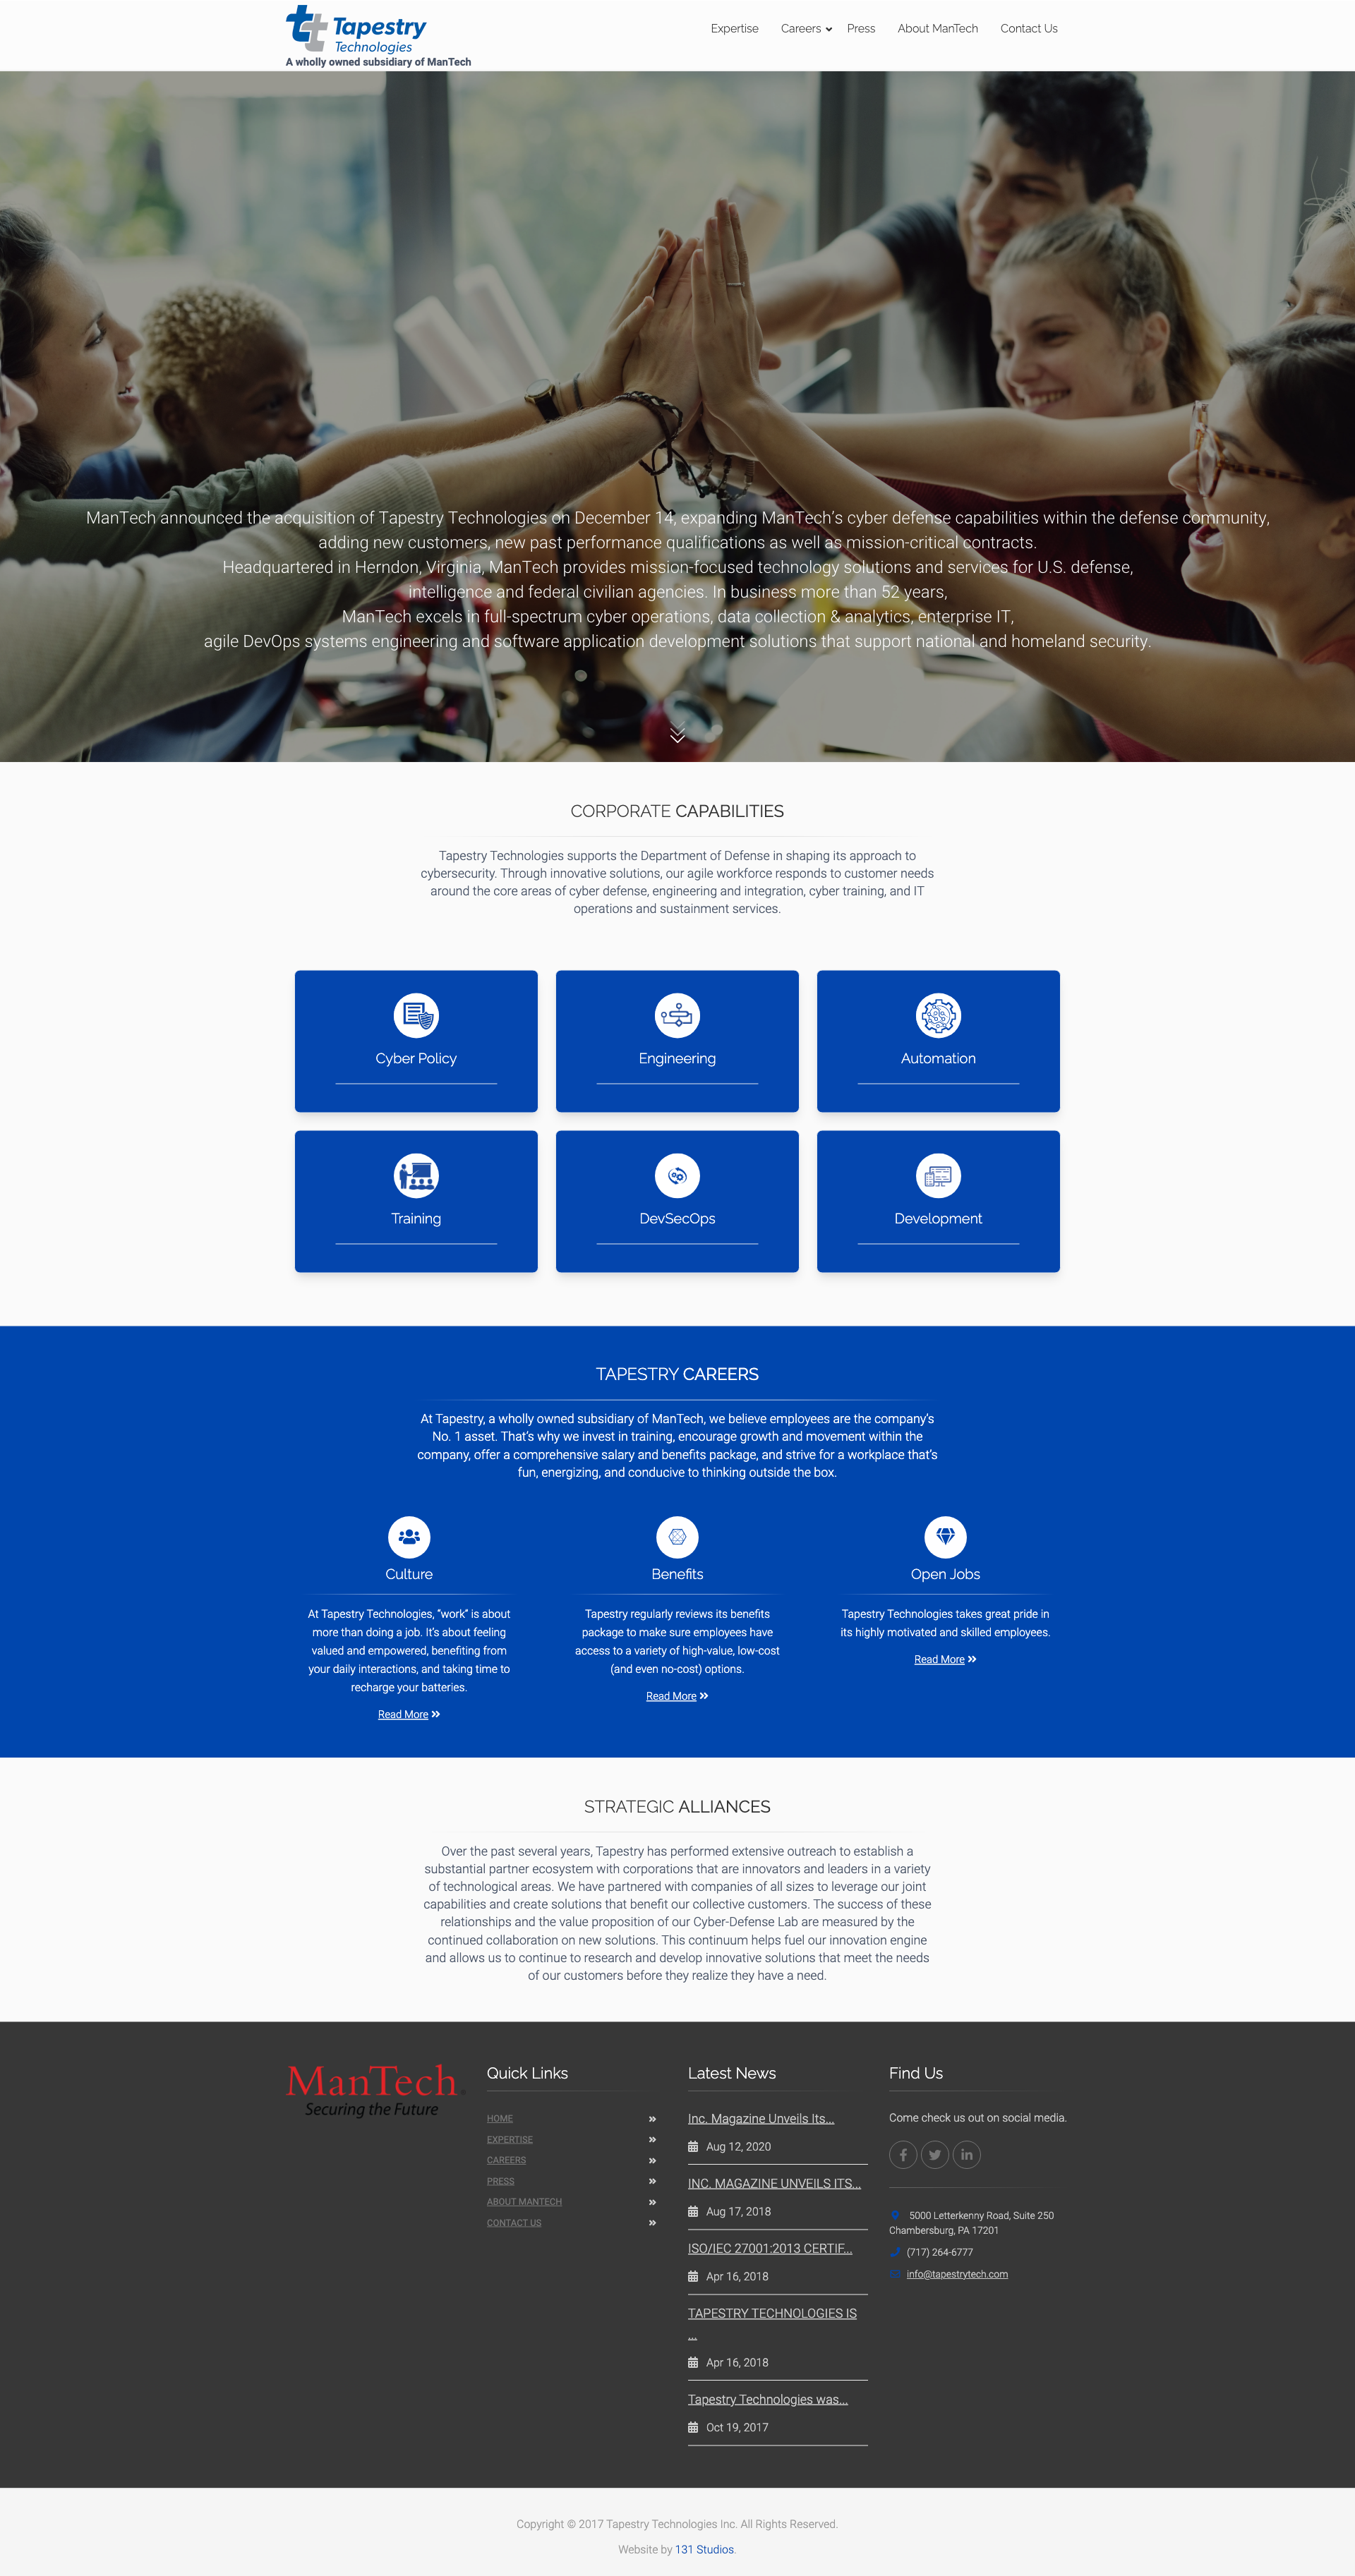 Tapestry
Technologies
A wholly owned subsidiary of ManTech
Expertise
Careers
Press
About ManTech
Contact Us
ManTech announced the acquisition of Tapestry Technologies on December 14, expanding ManTech’s cyber defense capabilities within the defense community,
adding new customers, new past performance qualifications as well as mission-critical contracts.
Headquartered in Herndon, Virginia, ManTech provides mission-focused technology solutions and services for U.S. defense,
intelligence and federal civilian agencies. In business more than 52 years,
ManTech excels in full-spectrum cyber operations, data collection & analytics, enterprise IT,
agile DevOps systems engineering and software application development solutions that support national and homeland security.
CORPORATE CAPABILITIES
Tapestry Technologies supports the Department of Defense in shaping its approach to
cybersecurity. Through innovative solutions, our agile workforce responds to customer needs
around the core areas of cyber defense, engineering and integration, cyber training, and IT
operations and sustainment services.
Cyber Policy
Engineering
Automation
Training
DevSecOps
Development
TAPESTRY CAREERS
At Tapestry, a wholly owned subsidiary of ManTech, we believe employees are the company's
No. 1 asset. That’s why we invest in training, encourage growth and movement within the
company, offer a comprehensive salary and benefits package, and strive for a workplace that’s
fun, energizing, and conducive to thinking outside the box.
Culture
At Tapestry Technologies, “work” is about
more than doing a job. It’s about feeling
valued and empowered, benefiting from
your daily interactions, and taking time to
recharge your batteries.
Read More
Benefits
Tapestry regularly reviews its benefits
package to make sure employees have
access to a variety of high-value, low-cost
(and even no-cost) options.
Read More
Open Jobs
Tapestry Technologies takes great pride in
its highly motivated and skilled employees.
Read More
STRATEGIC ALLIANCES
Over the past several years, Tapestry has performed extensive outreach to establish a
substantial partner ecosystem with corporations that are innovators and leaders in a variety
of technological areas. We have partnered with companies of all sizes to leverage our joint
capabilities and create solutions that benefit our collective customers. The success of these
relationships and the value proposition of our Cyber-Defense Lab are measured by the
continued collaboration on new solutions. This continuum helps fuel our innovation engine
and allows us to continue to research and develop innovative solutions that meet the needs
of our customers before they realize they have a need.
ManTech®
Securing the Future
Quick Links
HOME
EXPERTISE
CAREERS
PRESS
ABOUT MANTECH
CONTACT US
Latest News
Inc. Magazine Unveils Its...
Aug 12, 2020
INC. MAGAZINE UNVEILS ITS...
Aug 17, 2018
ISO/IEC 27001:2013 CERTIF...
Apr 16, 2018
TAPESTRY TECHNOLOGIES IS
...
Apr 16, 2018
Tapestry Technologies was...
Oct 19, 2017
Find Us
Come check us out on social media.
5000 Letterkenny Road, Suite 250
Chambersburg, PA 17201
(717) 264-6777
info@tapestrytech.com
Copyright © 2017 Tapestry Technologies Inc. All Rights Reserved.
Website by 131 Studios.